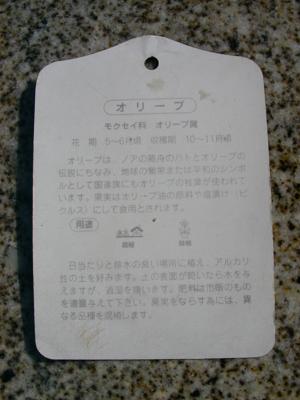 オリーブ
モクセイ科 オリーブ属
花 期 5〜6月頃 収穫期 10〜11月頃
オリーブは、ノアの箱舟のハトとオリーブの
伝説にちなみ、地球の繁栄または平和のシンボ
ルとして国連旗にもオリーブの枝葉が使われて
います。果実はオリーブ油の原料や塩漬け(ピ
クルス)にして食用とされます。
用途
庭植 鉢植
日当たりと排水の良い場所に植え、アルカリ
性の土を好みます。土の表面が乾いたら水を与
えますが、過湿を嫌います。肥料は市販のもの
を適量与えて下さい。果実をならす為には、異
なる品種を混植します。